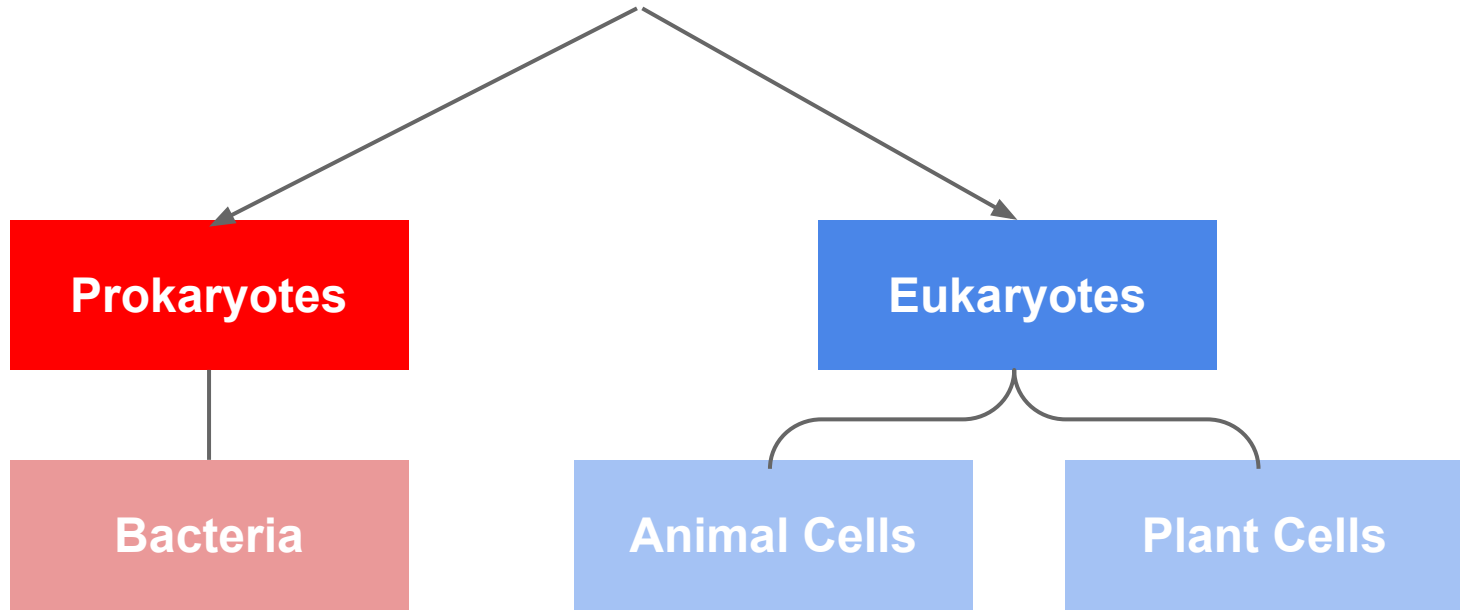 Prokaryotes
Eukaryotes
Bacteria
Animal Cells
Plant Cells